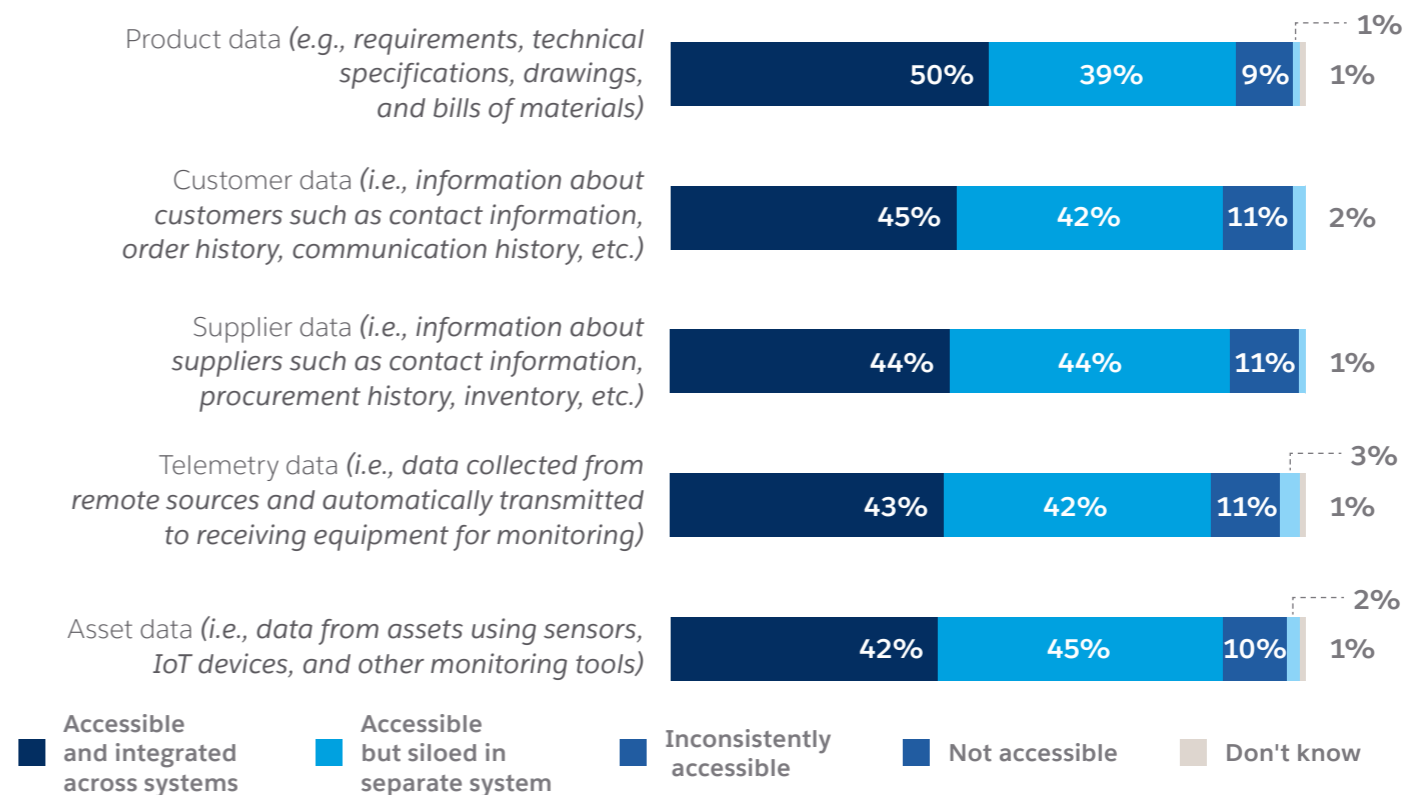 Product data (e.g., requirements, technical
specifications, drawings,
and bills of materials)
50% 39% 9% 1% 1%
Customer data (i.e., information about
customers such as contact information,
order history, communication history, etc.)
45% 42% 11% 2%
Supplier data (i.e., information about
suppliers such as contact information,
procurement history, inventory, etc.)
44% 44% 11% 1%
Telemetry data (i.e., data collected from
remote sources and automatically transmitted
to receiving equipment for monitoring)
43% 42% 11% 3% 1%
Asset data (i.e., data from assets using sensors,
IoT devices, and other monitoring tools)
42% 45% 10% 2% 1%
Accessible
and integrated
across systems
Accessible
but siloed in
separate system
Inconsistently
accessible
Not accessible
Don't know